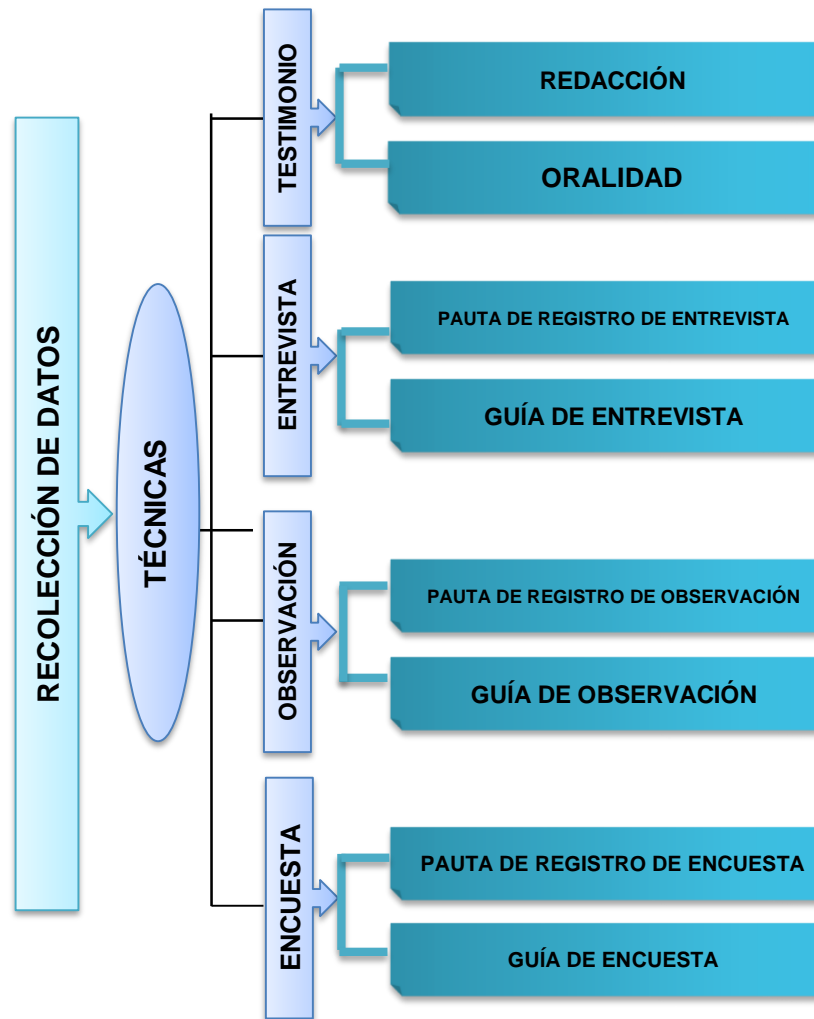 RECOLECCIÓN DE DATOS
TÉCNICAS
TESTIMONIO
REDACCIÓN
ORALIDAD
ENTREVISTA
PAUTA DE REGISTRO DE ENTREVISTA
GUÍA DE ENTREVISTA
OBSERVACIÓN
PAUTA DE REGISTRO DE OBSERVACIÓN
GUÍA DE OBSERVACIÓN
ENCUESTA
PAUTA DE REGISTRO DE ENCUESTA
GUÍA DE ENCUESTA